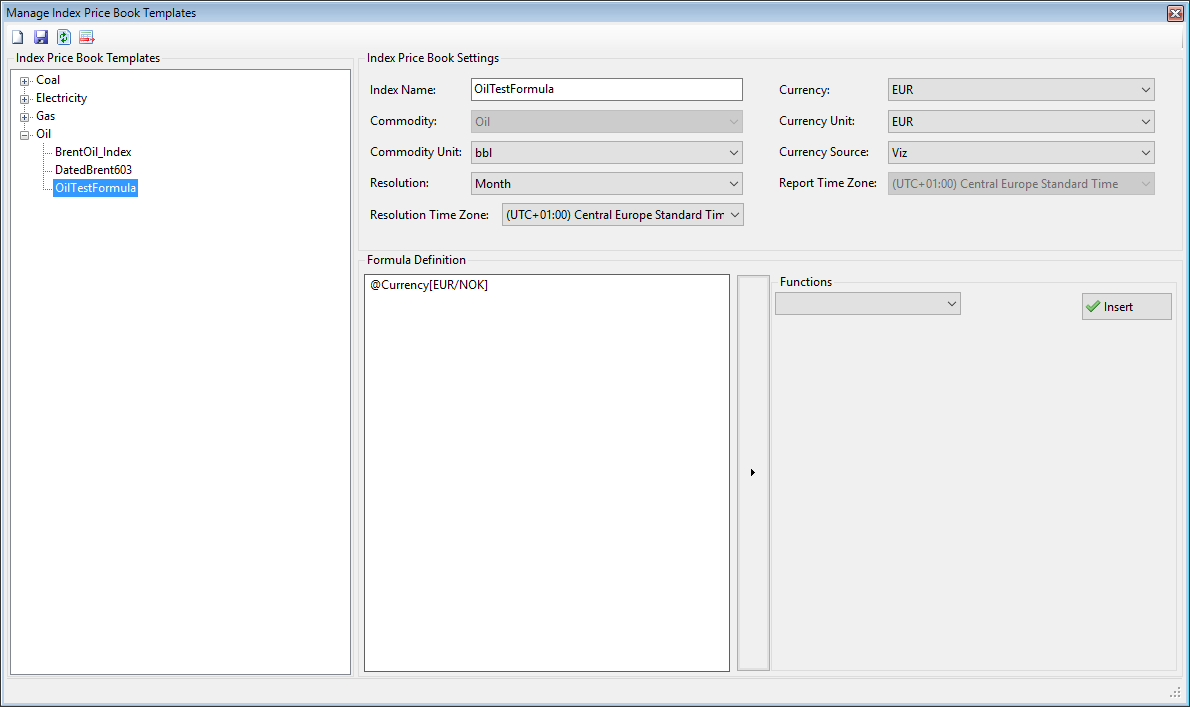 Manage Index Price Book Templates
Index Price Book Templates
Coal
Electricity
Gas
Oil
BrentOil_Index
DatedBrent603
OilTestFormula
Index Price Book Settings
Index Name: OilTestFormula
Commodity: Oil
Commodity Unit: bbl
Resolution: Month
Resolution Time Zone: (UTC+01:00) Central Europe Standard Tim
Currency: EUR
Currency Unit: EUR
Currency Source: Viz
Report Time Zone: (UTC+01:00) Central Europe Standard Time
Formula Definition
@Currency[EUR/NOK]
Functions
Insert